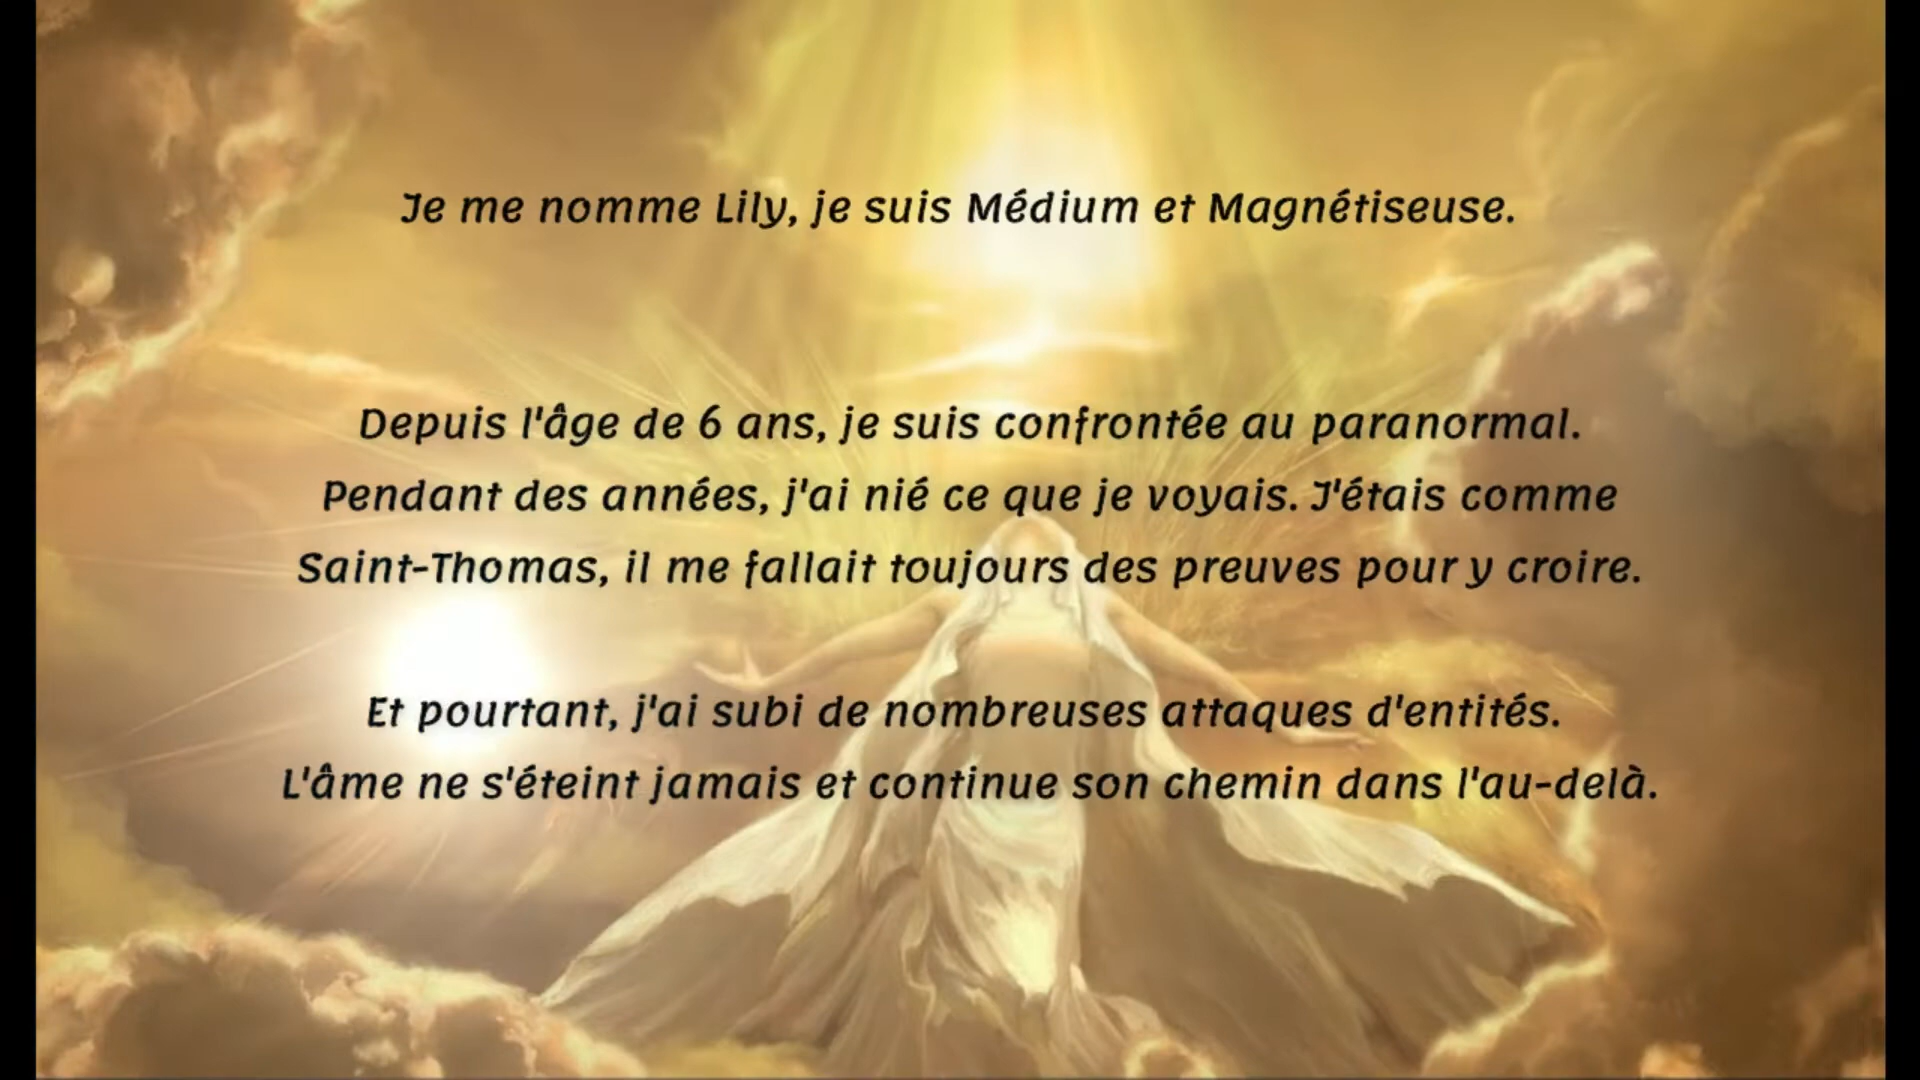 Je me nomme Lily, je suis Médium et Magnétiseuse.
Depuis l'âge de 6 ans, je suis confrontée au paranormal.
Pendant des années, j'ai nié ce que je voyais. J'étais comme
Saint-Thomas, il me fallait toujours des preuves pour y croire.
Et pourtant, j'ai subi de nombreuses attaques d'entités.
L'âme ne s'éteint jamais et continue son chemin dans l'au-delà.